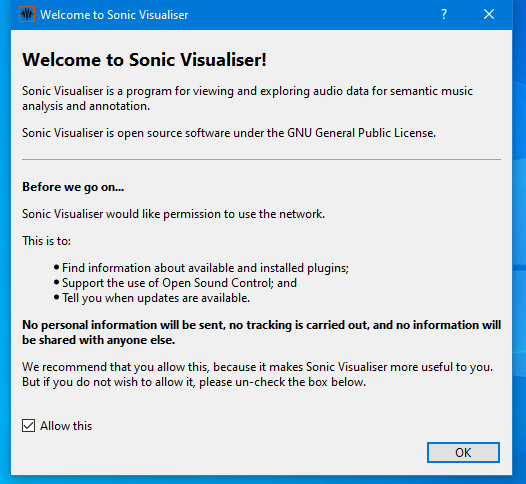 Welcome to Sonic Visualiser
Welcome to Sonic Visualiser!
Sonic Visualiser is a program for viewing and exploring audio data for semantic music
analysis and annotation.
Sonic Visualiser is open source software under the GNU General Public License.
Before we go on...
Sonic Visualiser would like permission to use the network.
This is to:
• Find information about available and installed plugins;
• Support the use of Open Sound Control; and
• Tell you when updates are available.
No personal information will be sent, no tracking is carried out, and no information will
be shared with anyone else.
We recommend that you allow this, because it makes Sonic Visualiser more useful to you.
But if you do not wish to allow it, please un-check the box below.
Allow this
OK